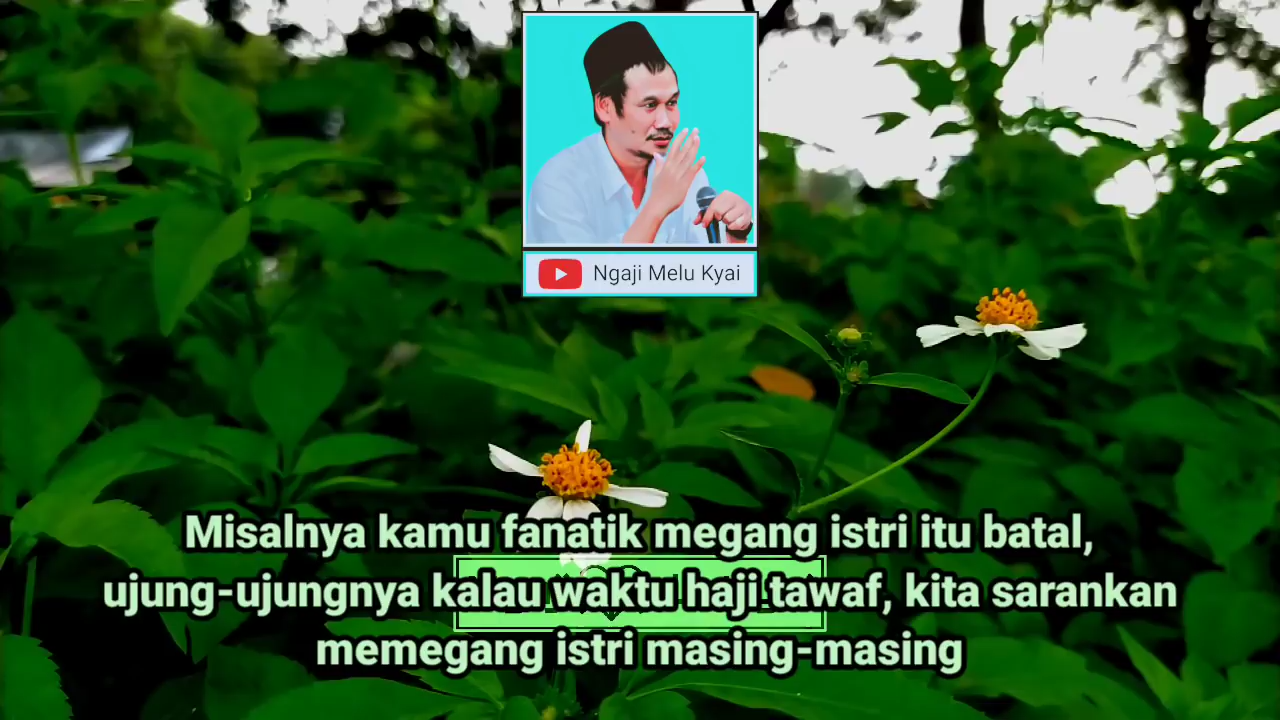 Ngaji Melu Kyai
Misalnya kamu fanatik megang istri itu batal,
ujung-ujungnya kalau waktu haji tawaf, kita sarankan
memegang istri masing-masing